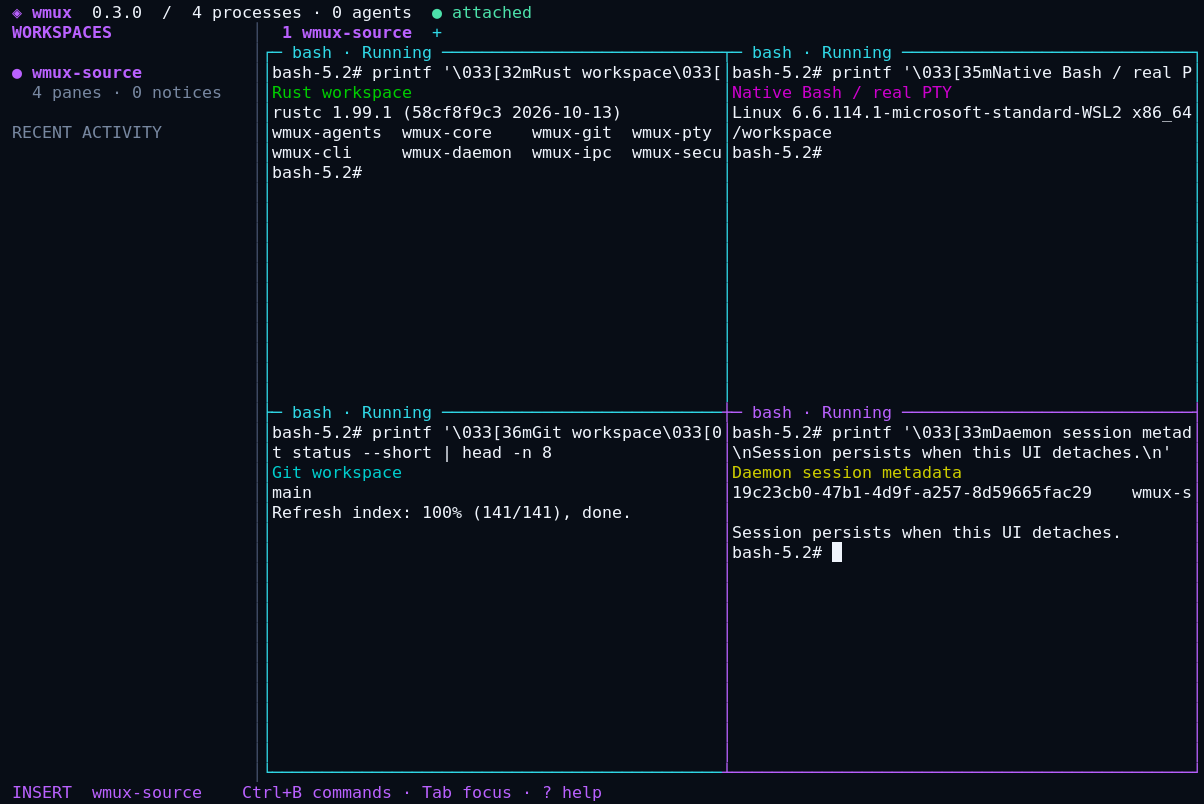 ◈ wmux  0.3.0  /  4 processes · 0 agents  ● attached
WORKSPACES
1 wmux-source  +
● wmux-source
4 panes · 0 notices
RECENT ACTIVITY
bash · Running
bash-5.2# printf '\033[32mRust workspace\033[
Rust workspace
rustc 1.99.1 (58cf8f9c3 2026-10-13)
wmux-agents  wmux-core    wmux-git  wmux-pty
wmux-cli     wmux-daemon  wmux-ipc  wmux-secu
bash-5.2#
bash · Running
bash-5.2# printf '\033[35mNative Bash / real P
Native Bash / real PTY
Linux 6.6.114.1-microsoft-standard-WSL2 x86_64
/workspace
bash-5.2#
bash · Running
bash-5.2# printf '\033[36mGit workspace\033[0
t status --short | head -n 8
Git workspace
main
Refresh index: 100% (141/141), done.
bash · Running
bash-5.2# printf '\033[33mDaemon session metad
\nSession persists when this UI detaches.\n'
Daemon session metadata
19c23cb0-47b1-4d9f-a257-8d59665fac29    wmux-s
Session persists when this UI detaches.
bash-5.2#
INSERT  wmux-source    Ctrl+B commands · Tab focus · ? help